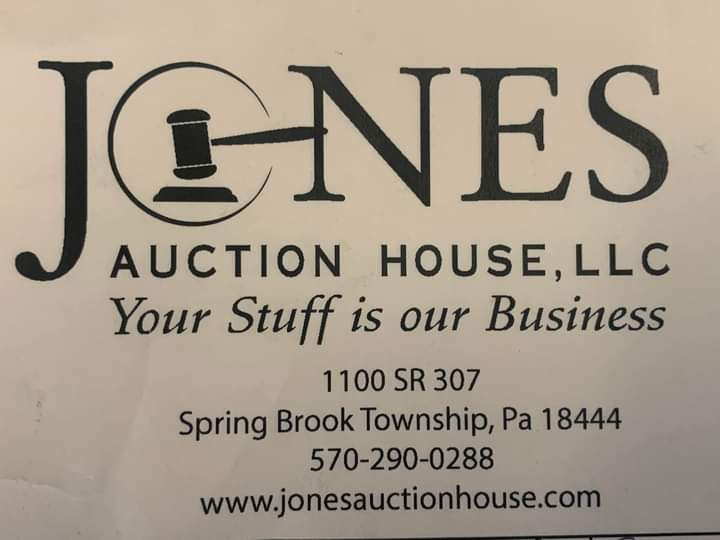 JONES
AUCTION HOUSE, LLC
Your Stuff is our Business
1100 SR 307
Spring Brook Township, Pa 18444
570-290-0288
www.jonesauctionhouse.com